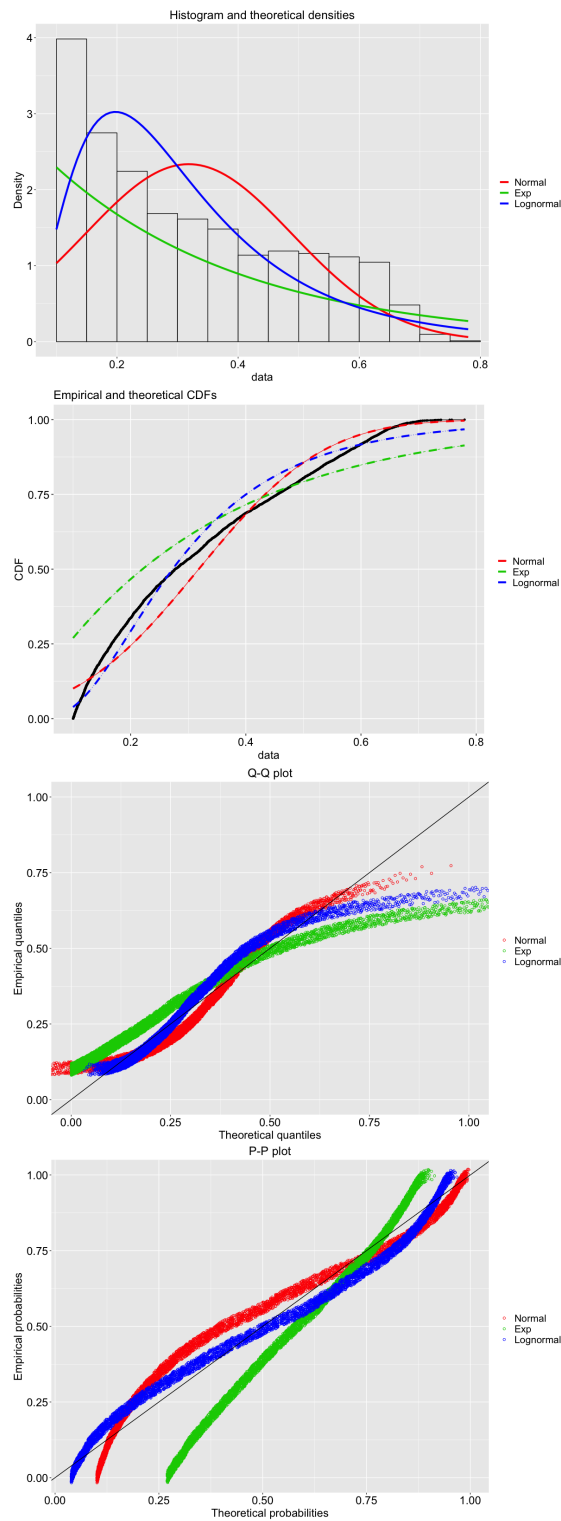 Histogram and theoretical densities
4
3
2
1
0
Density
0.2 0.4 0.6 0.8
data
Normal
Exp
Lognormal
Empirical and theoretical CDFs
1.00
0.75
0.50
0.25
0.00
CDF
0.2 0.4 0.6 0.8
data
Normal
Exp
Lognormal
Q-Q plot
1.00
0.75
0.50
0.25
0.00
Empirical quantiles
0.00 0.25 0.50 0.75 1.00
Theoretical quantiles
Normal
Exp
Lognormal
P-P plot
1.00
0.75
0.50
0.25
0.00
Empirical probabilities
0.00 0.25 0.50 0.75 1.00
Theoretical probabilities
Normal
Exp
Lognormal